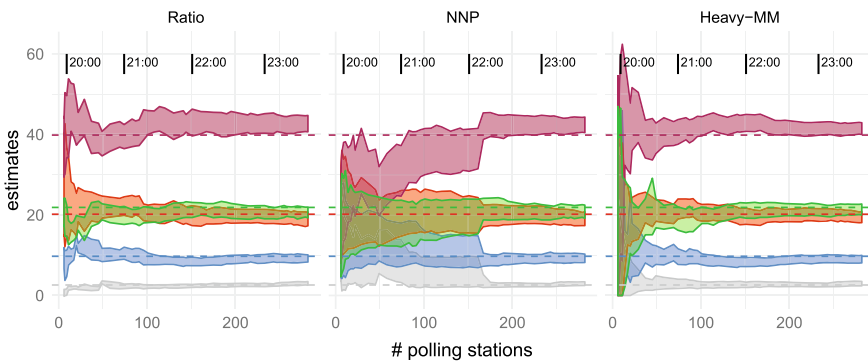 Ratio NNP Heavy−MM
60 20:00 21:00 22:00 23:00 20:00 21:00 22:00 23:00 20:00 21:00 22:00 23:00
40
estimates
20
0
0 100 200 0 100 200 0 100 200
# polling stations